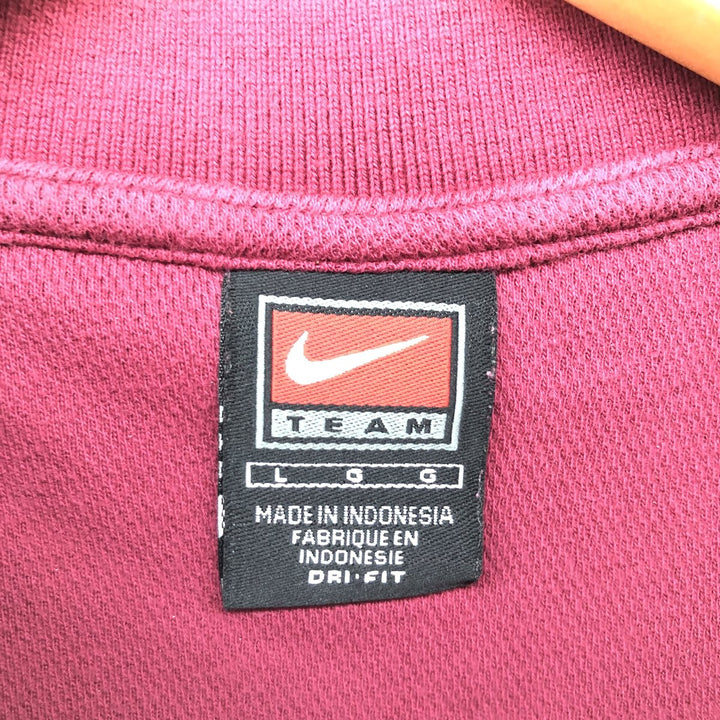 TEAM
L G G
MADE IN INDONESIA
FABRIQUE EN
INDONESIE
DRI·FIT